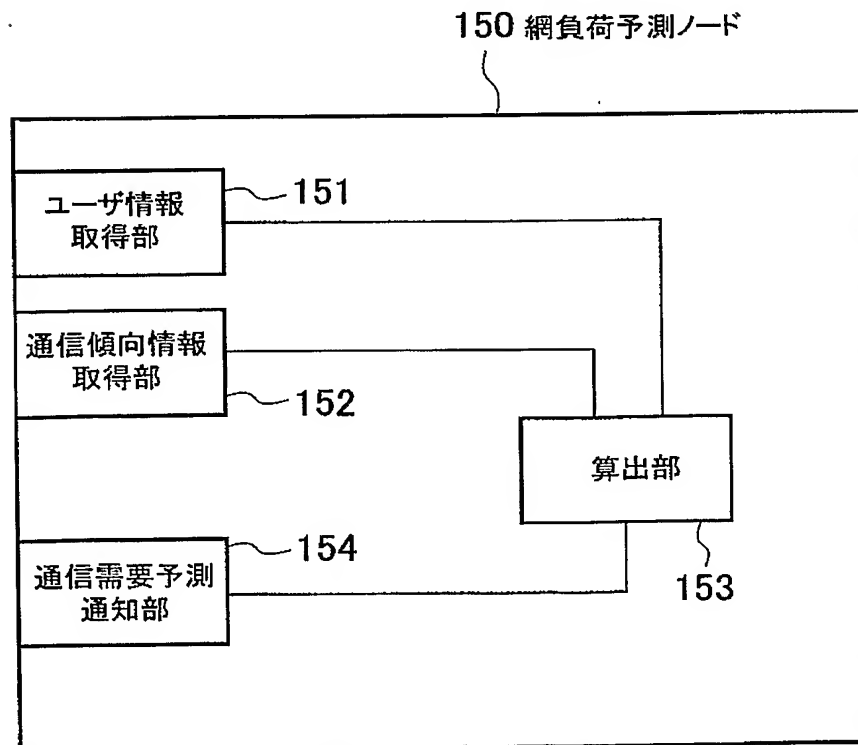 150 網負荷予測ノード
ユーザ情報
取得部
151
通信傾向情報
取得部
152
算出部
153
154
通信需要予測
通知部